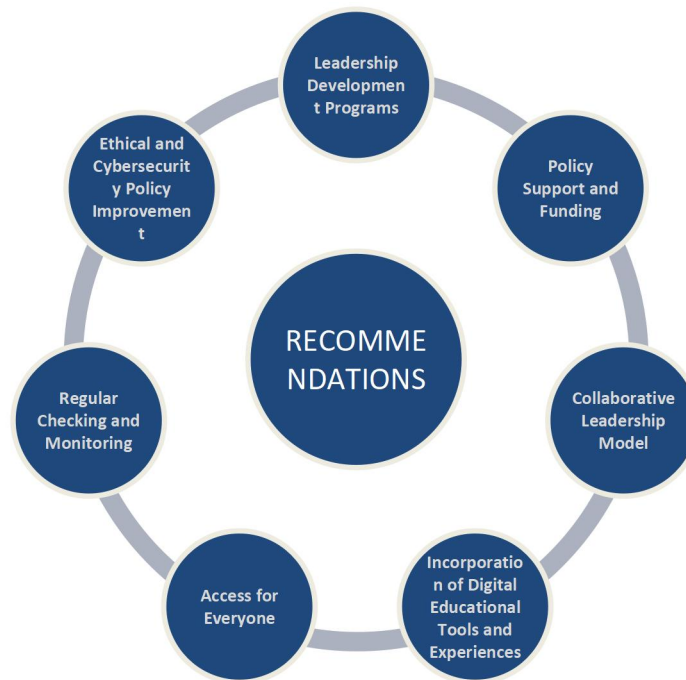 Leadership
Developmen
t Programs
Policy
Support and
Funding
Collaborative
Leadership
Model
Incorporatio
n of Digital
Educational
Tools and
Experiences
Access for
Everyone
Regular
Checking and
Monitoring
Ethical and
Cybersecurit
y Policy
Improvemen
t
RECOMME
NDATIONS